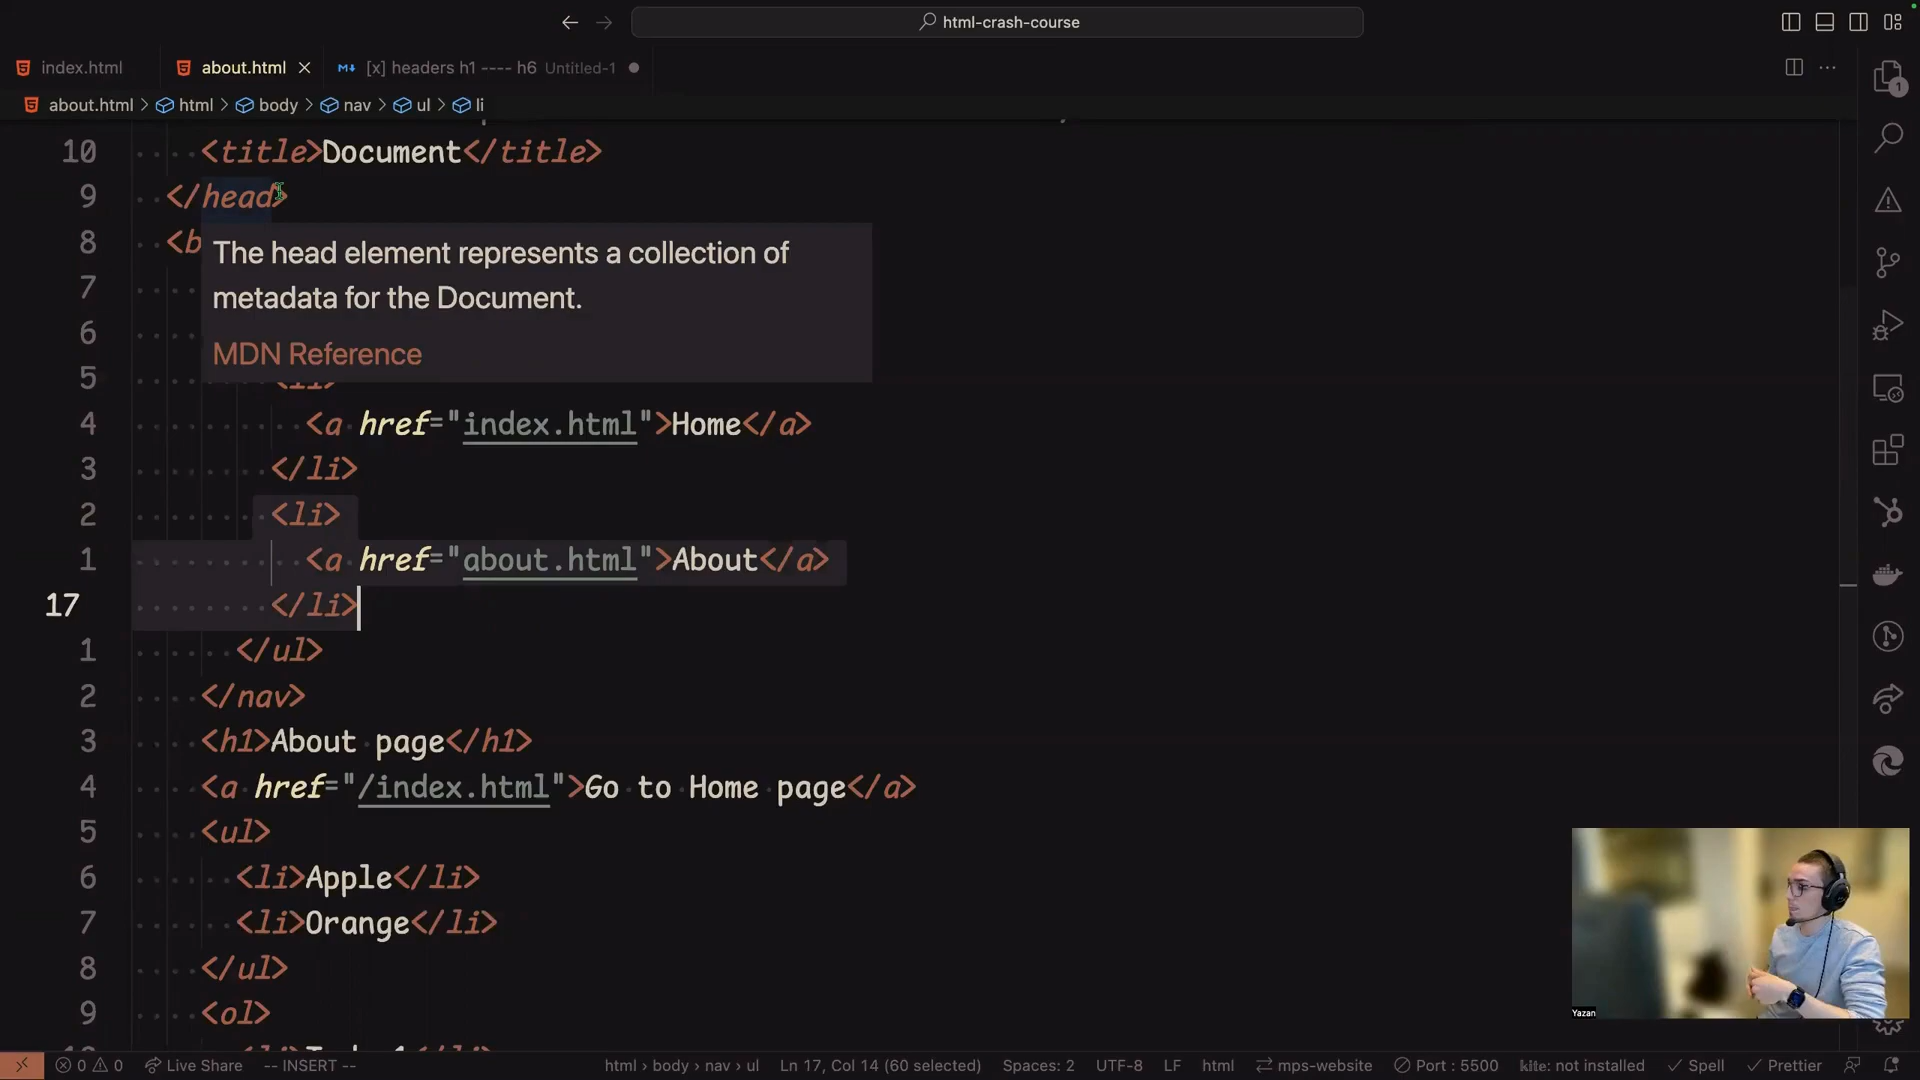 html-crash-course
index.html about.html [x] headers h1 ---- h6 Untitled-1
about.html > html > body > nav > ul > li
10 <title>Document</title>
9 </head>
8 <b
The head element represents a collection of
7
metadata for the Document.
6
MDN Reference
5 <li>
4 <a href="index.html">Home</a>
3 </li>
2 <li>
1 <a href="about.html">About</a>
17 </li>
1 </ul>
2 </nav>
3 <h1>About page</h1>
4 <a href="/index.html">Go to Home page</a>
5 <ul>
6 <li>Apple</li>
7 <li>Orange</li>
8 </ul>
9 <ol>
Yazan
0 0 Live Share -- INSERT -- html > body > nav > ul Ln 17, Col 14 (60 selected) Spaces: 2 UTF-8 LF html mps-website Port : 5500 kite: not installed Spell Prettier